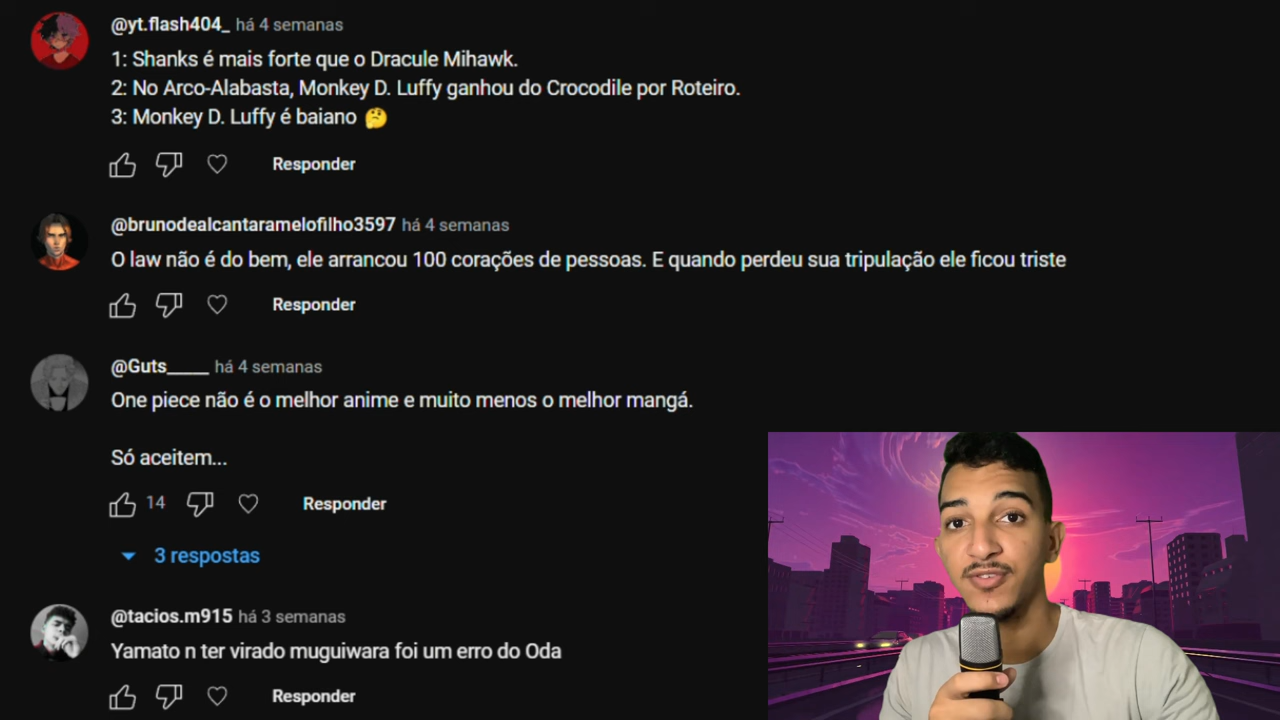 @yt.flash404_ há 4 semanas
1: Shanks é mais forte que o Dracule Mihawk.
2: No Arco-Alabasta, Monkey D. Luffy ganhou do Crocodile por Roteiro.
3: Monkey D. Luffy é baiano 🤔
Responder
@brunodealcantaramelofilho3597 há 4 semanas
O law não é do bem, ele arrancou 100 corações de pessoas. E quando perdeu sua tripulação ele ficou triste
Responder
@Guts_____ há 4 semanas
One piece não é o melhor anime e muito menos o melhor mangá.
Só aceitem...
14 Responder
3 respostas
@tacios.m915 há 3 semanas
Yamato n ter virado muguiwara foi um erro do Oda
Responder